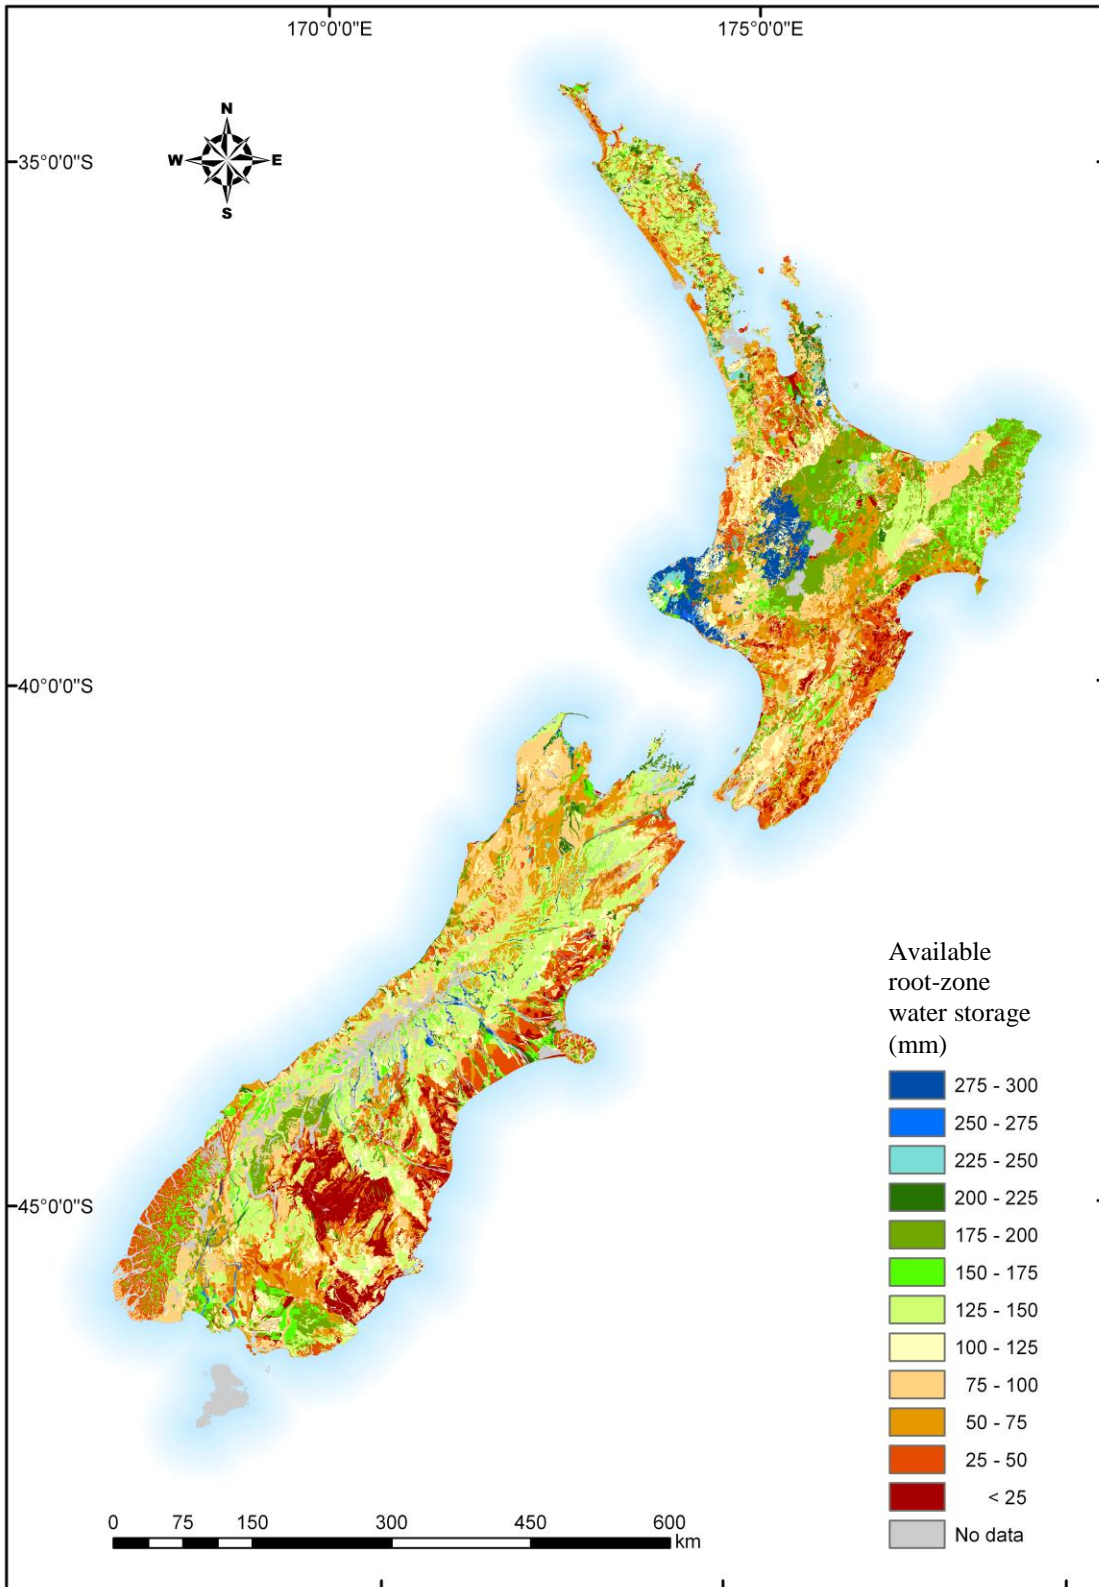 170°0'0"E
175°0'0"E
N
W
E
S
35°0'0"S
40°0'0"S
45°0'0"S
Available
root-zone
water storage
(mm)
275 - 300
250 - 275
225 - 250
200 - 225
175 - 200
150 - 175
125 - 150
100 - 125
75 - 100
50 - 75
25 - 50
< 25
No data
0 75 150 300 450 600
km